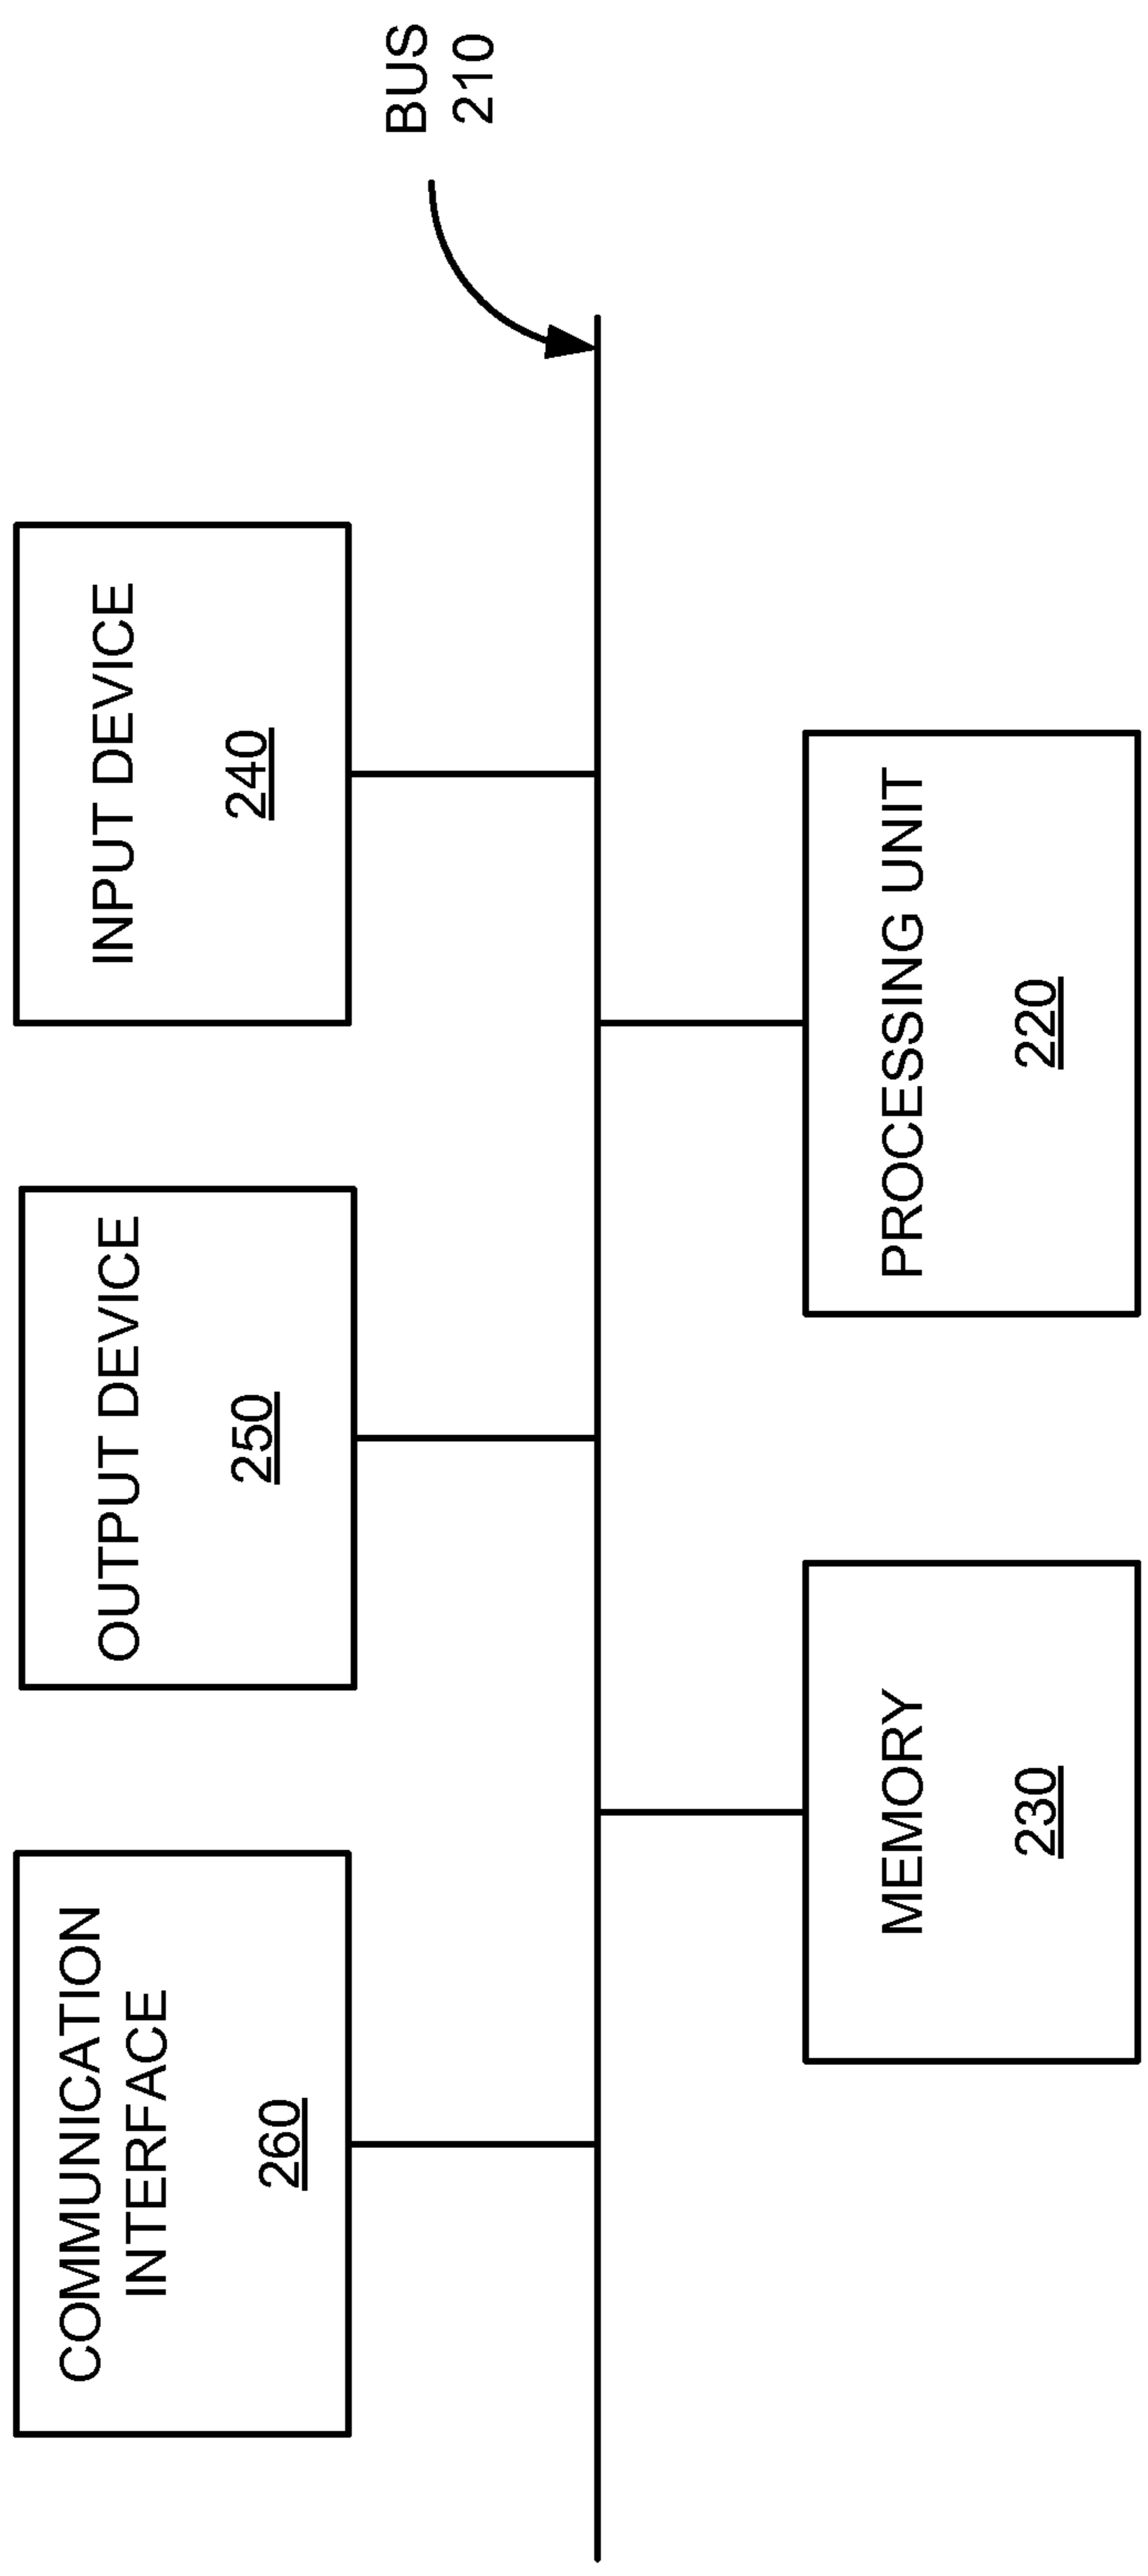 COMMUNICATION
INTERFACE
260
OUTPUT DEVICE
250
INPUT DEVICE
240
BUS
210
MEMORY
230
PROCESSING UNIT
220